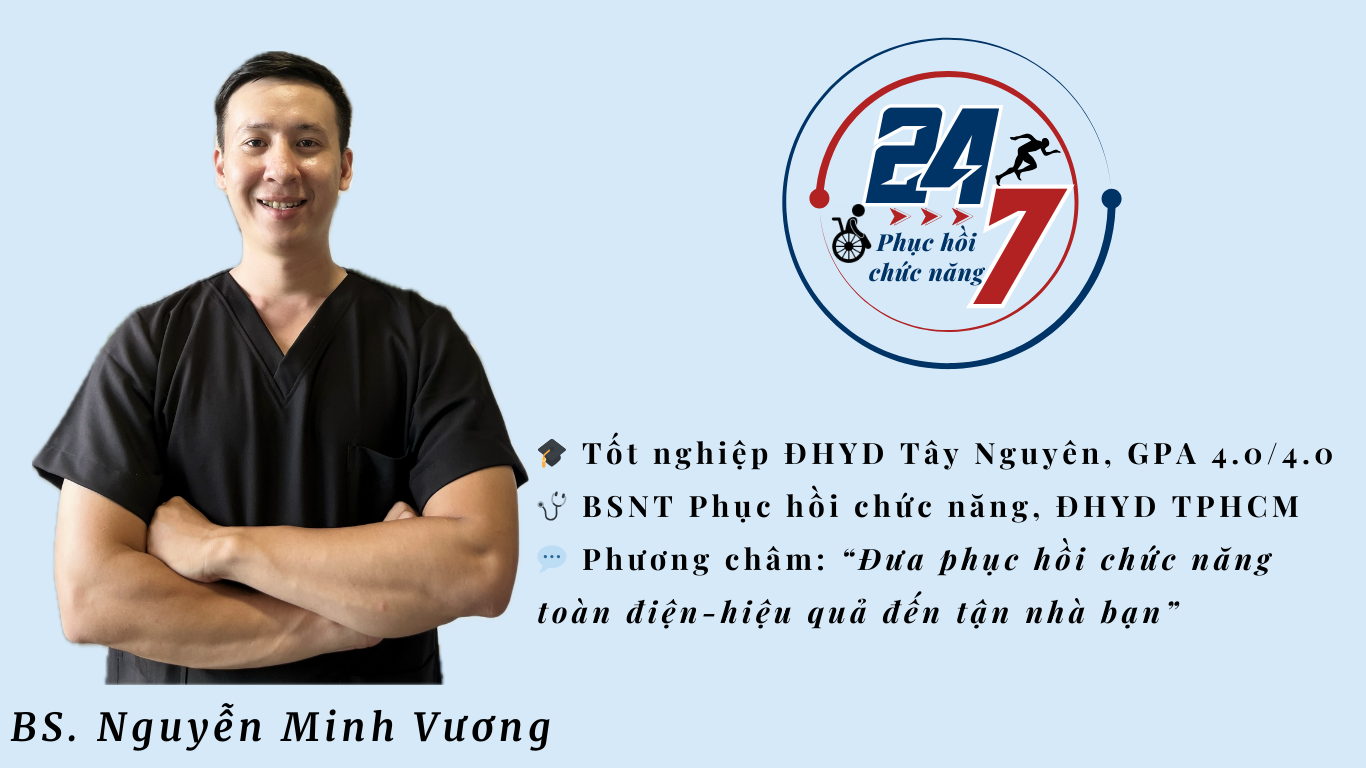 24
7
Phục hồi
chức năng
Tốt nghiệp ĐHYD Tây Nguyên, GPA 4.0/4.0
BSNT Phục hồi chức năng, ĐHYD TPHCM
Phương châm: “Đưa phục hồi chức năng
toàn điện-hiệu quả đến tận nhà bạn”
BS. Nguyễn Minh Vương